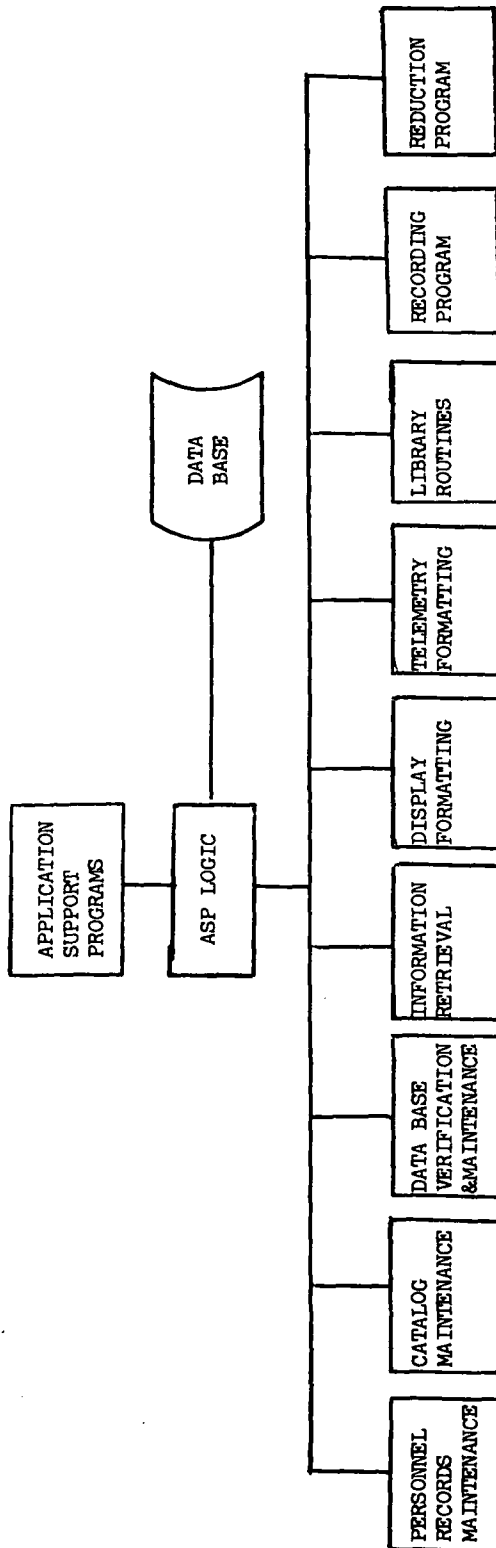 APPLICATION
SUPPORT
PROGRAMS
ASP LOGIC
DATA
BASE
PERSONNEL
RECORDS
MAINTENANCE
CATALOG
MAINTENANCE
DATA BASE
VERIFICATION
&MAINTENANCE
INFORMATION
RETRIEVAL
DISPLAY
FORMATTING
TELEMETRY
FORMATTING
LIBRARY
ROUTINES
RECORDING
PROGRAM
REDUCTION
PROGRAM